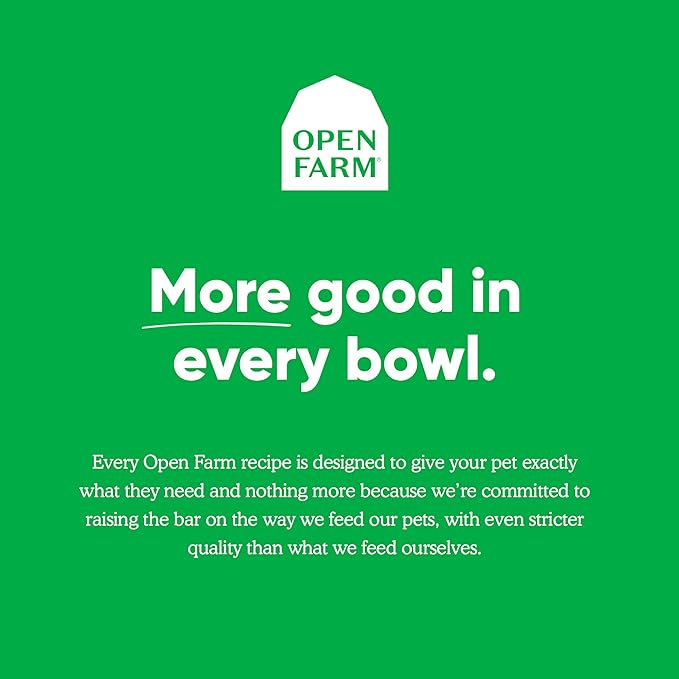 OPEN
FARM®
More good in
every bowl.
Every Open Farm recipe is designed to give your pet exactly
what they need and nothing more because we’re committed to
raising the bar on the way we feed our pets, with even stricter
quality than what we feed ourselves.